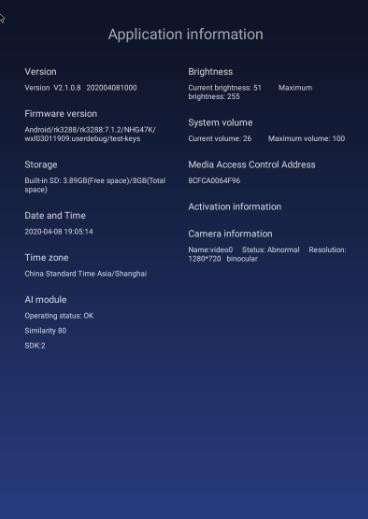 Application information
Version
Version V2.1.0.8 202004081000
Firmware version
Android/rk3288/rk3288:7.1.2/NHG47K/
wxl03011909:userdebug/test-keys
Storage
Built-in SD: 3.89GB(Free space)/8GB(Total
space)
Date and Time
2020-04-08 19:05:14
Time zone
China Standard Time Asia/Shanghai
AI module
Operating status: OK
Similarity 80
SDK:2
Brightness
Current brightness: 51 Maximum
brightness: 255
System volume
Current volume: 26 Maximum volume: 100
Media Access Control Address
8CFCA0064F96
Activation information
Camera information
Name:video0 Status: Abnormal Resolution:
1280*720 binocular